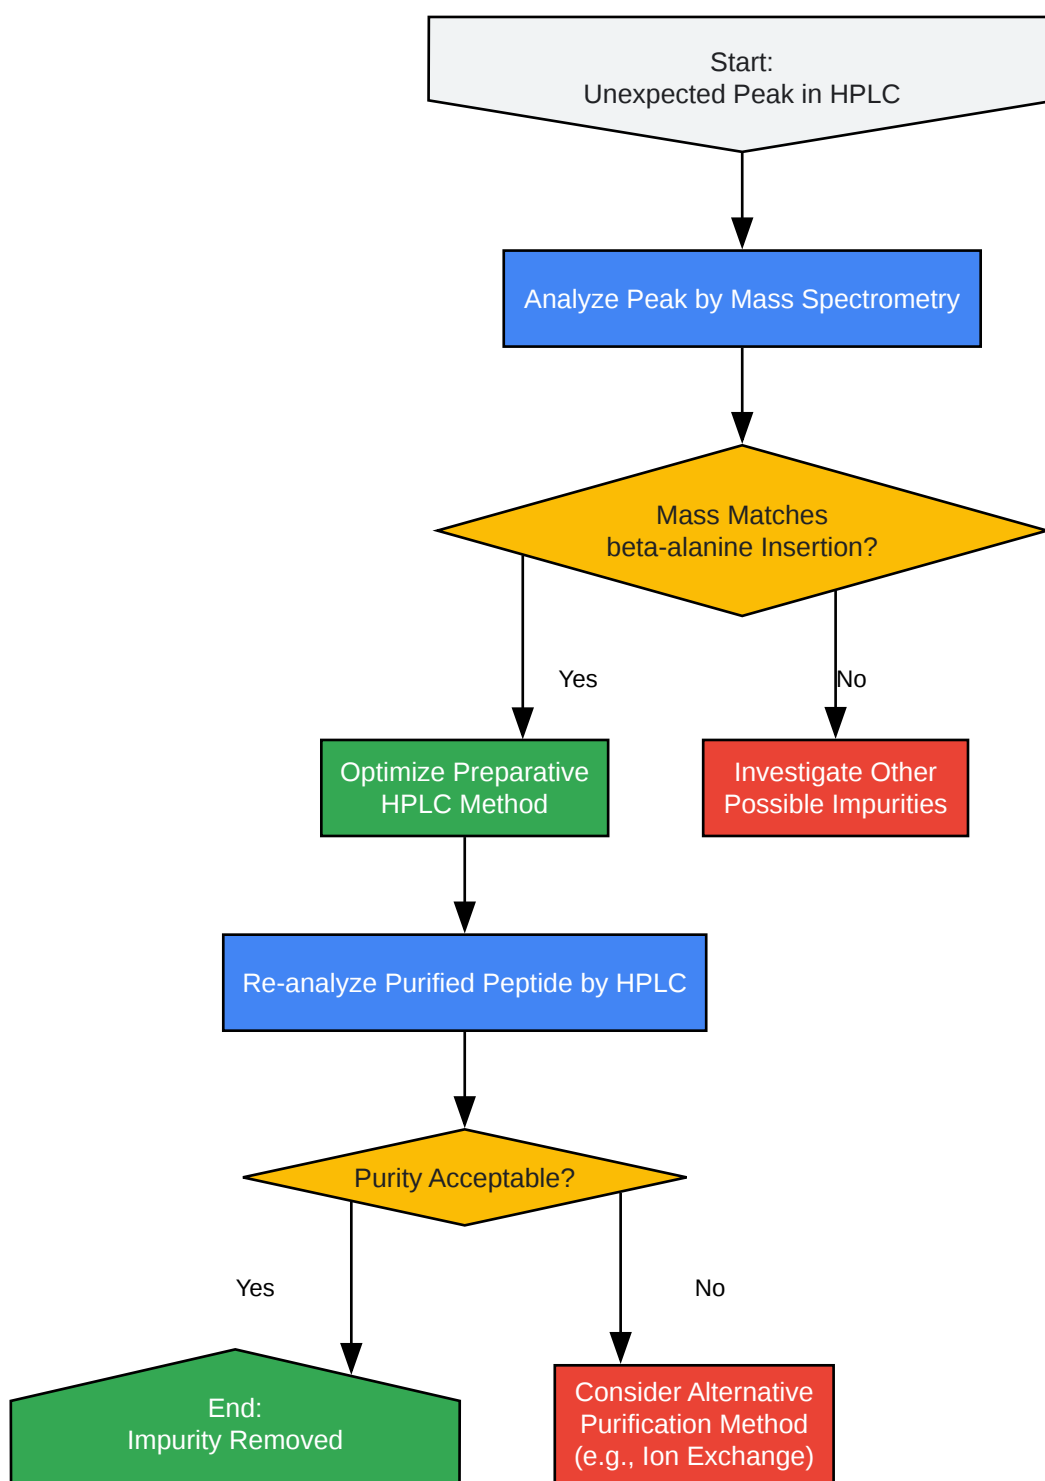 Start:
Unexpected Peak in HPLC
Analyze Peak by Mass Spectrometry
Mass Matches
beta-alanine Insertion?
Yes
No
Optimize Preparative
HPLC Method
Investigate Other
Possible Impurities
Re-analyze Purified Peptide by HPLC
Purity Acceptable?
Yes
No
End:
Impurity Removed
Consider Alternative
Purification Method
(e.g., Ion Exchange)